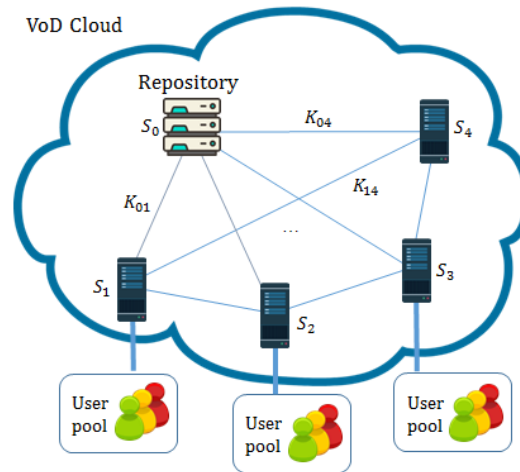 VoD Cloud
Repository
S₀
K₀₄
S₄
K₀₁
K₁₄
...
S₁
S₂
S₃
User
pool
User
pool
User
pool